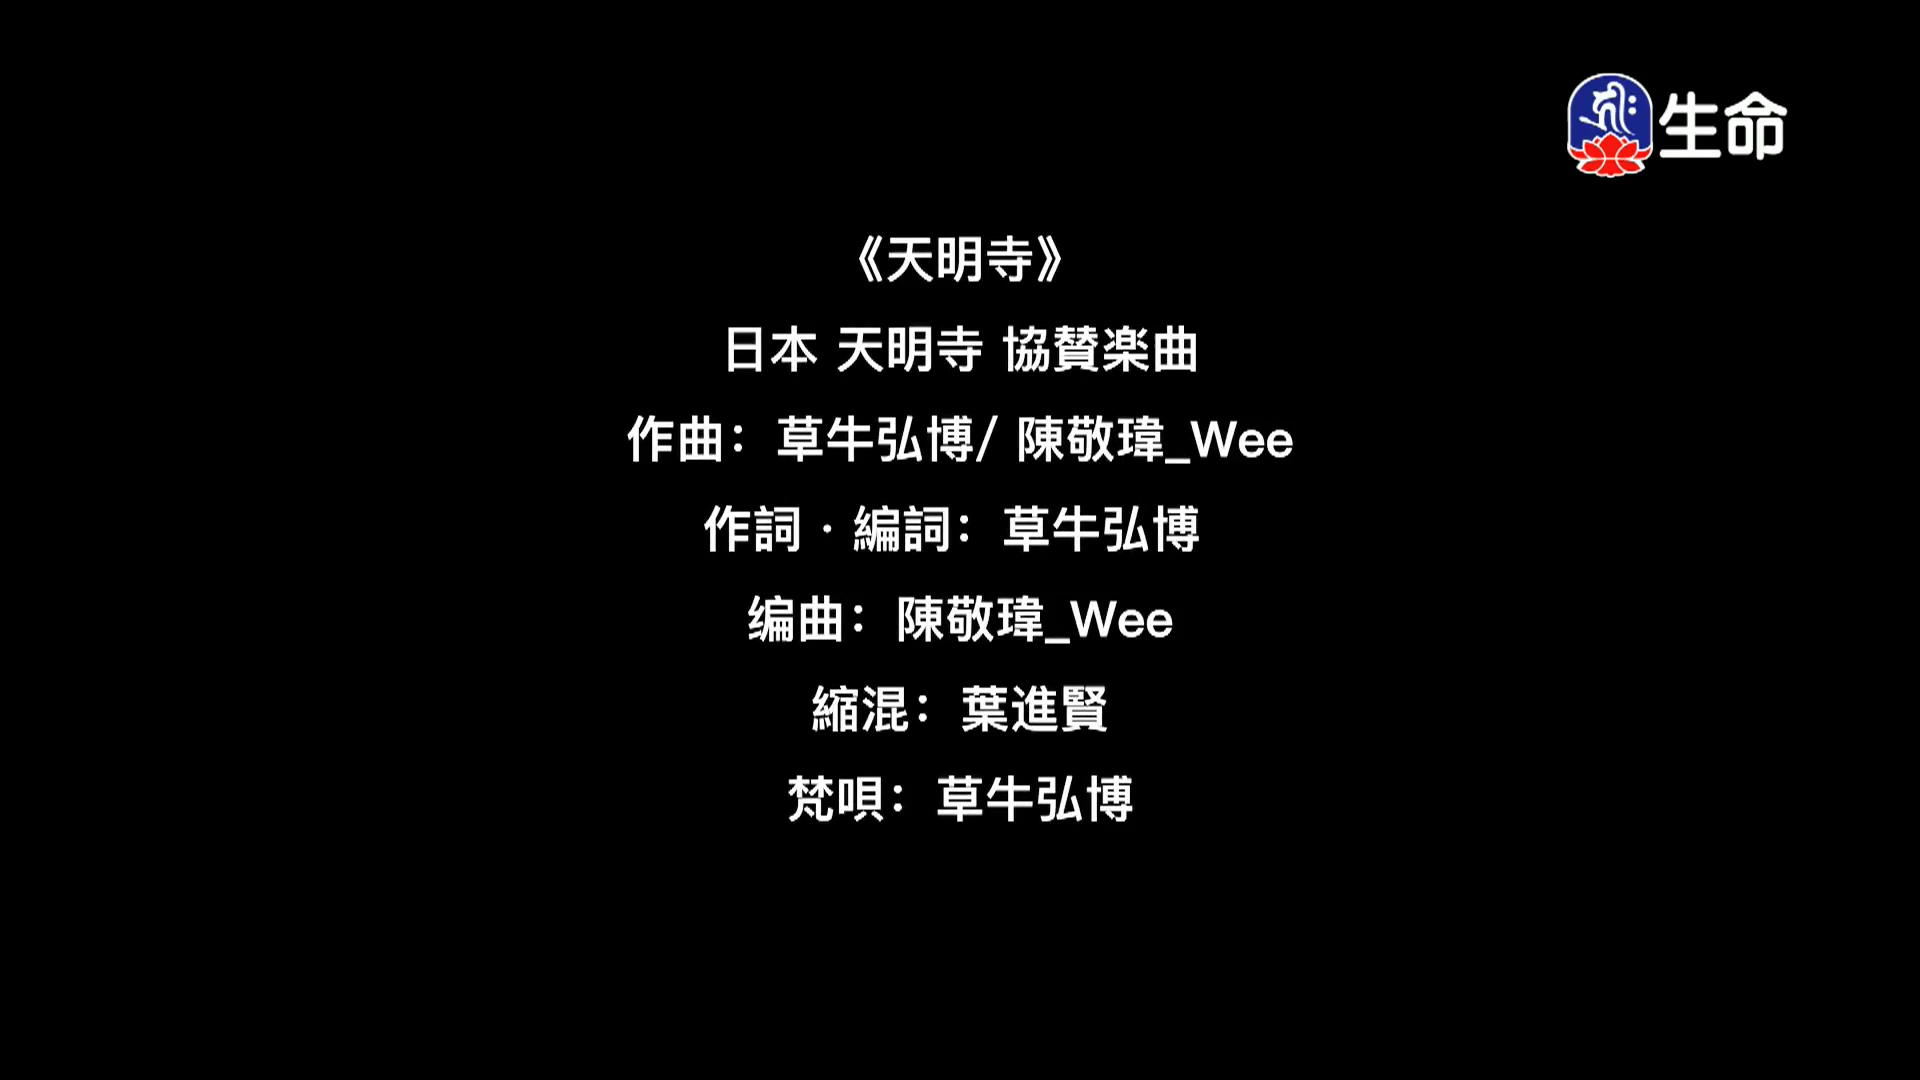 生命
《天明寺》
日本 天明寺 協賛楽曲
作曲：草牛弘博/ 陳敬瑋_Wee
作詞・編詞：草牛弘博
编曲：陳敬瑋_Wee
縮混：葉進賢
梵唄：草牛弘博